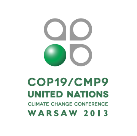 COP19/CMP9
UNITED NATIONS
CLIMATE CHANGE CONFERENCE
WARSAW 2013